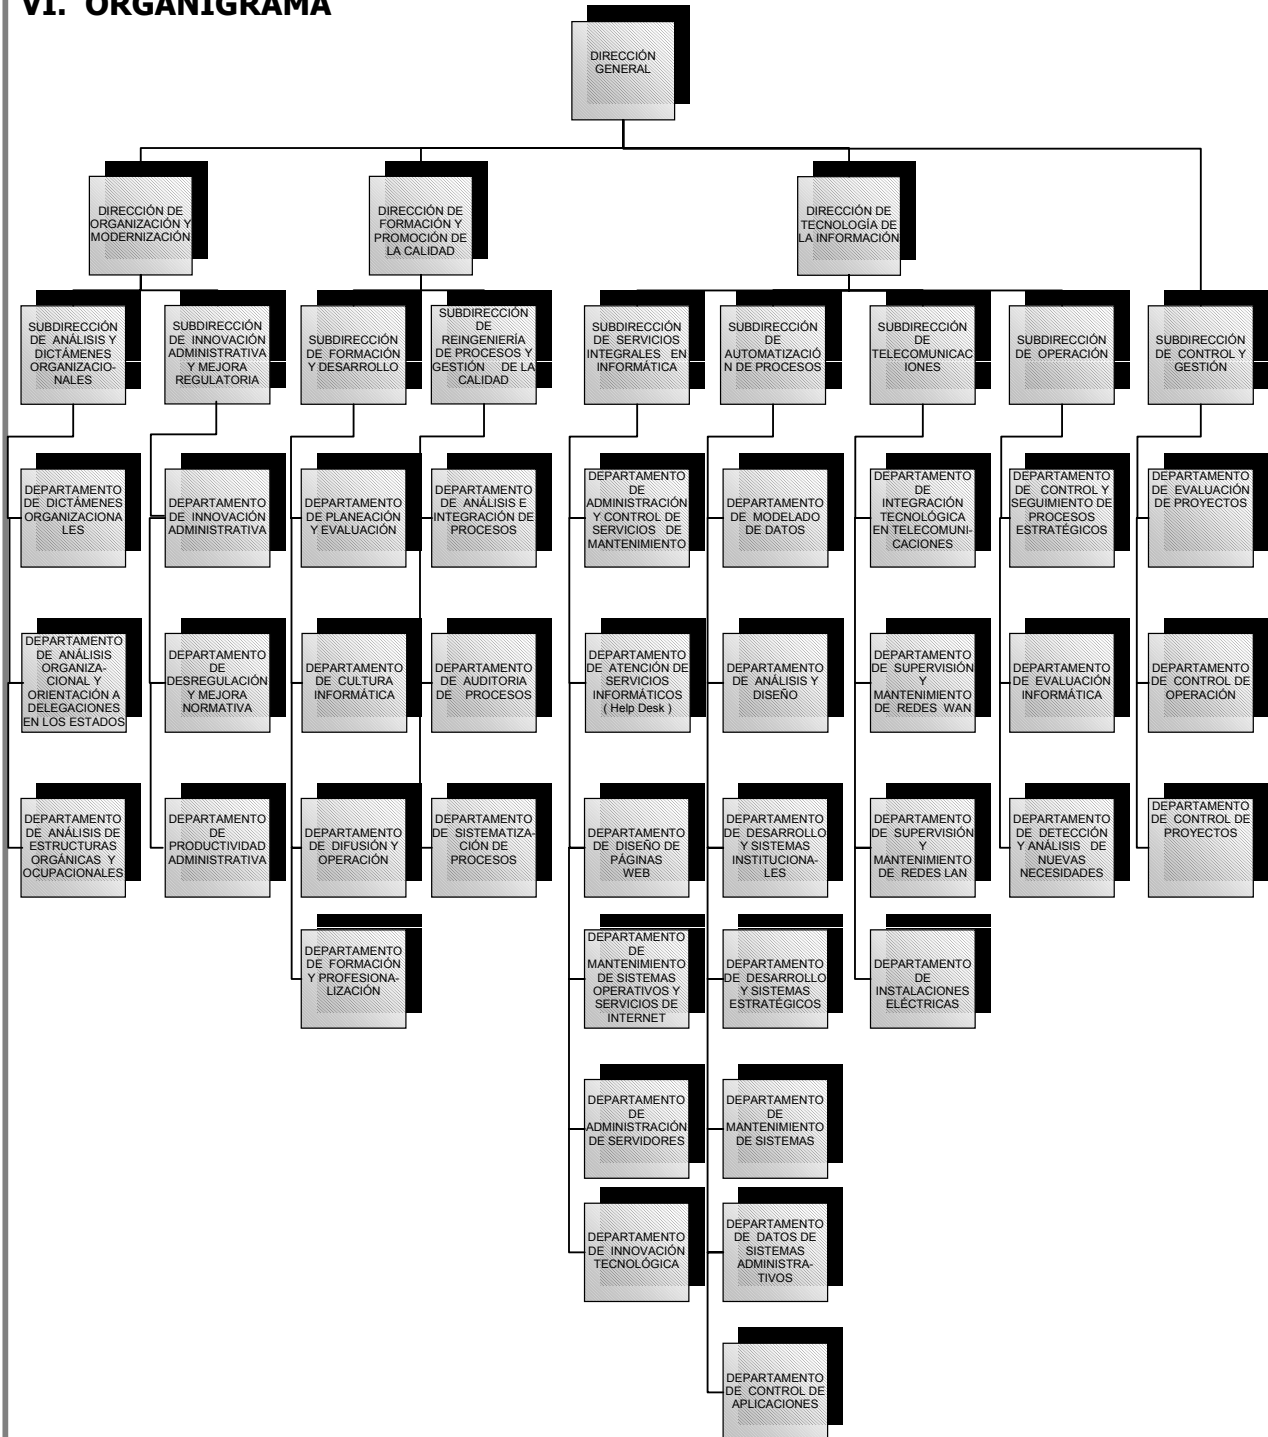 VI. ORGANIGRAMA
DIRECCIÓN
GENERAL
DIRECCIÓN DE
ORGANIZACIÓN Y
MODERNIZACIÓN
DIRECCIÓN DE
FORMACIÓN Y
PROMOCIÓN DE
LA CALIDAD
DIRECCIÓN DE
TECNOLOGÍA DE
LA INFORMACIÓN
SUBDIRECCIÓN
DE ANÁLISIS Y
DICTÁMENES
ORGANIZACIO-
NALES
SUBDIRECCIÓN
DE INNOVACIÓN
ADMINISTRATIVA
Y MEJORA
REGULATORIA
SUBDIRECCIÓN
DE FORMACIÓN
Y DESARROLLO
SUBDIRECCIÓN
DE
REINGENIERÍA
DE PROCESOS Y
GESTIÓN DE LA
CALIDAD
SUBDIRECCIÓN
DE SERVICIOS
INTEGRALES EN
INFORMÁTICA
SUBDIRECCIÓN
DE
AUTOMATIZACIÓ
N DE PROCESOS
SUBDIRECCIÓN
DE
TELECOMUNICAC
IONES
SUBDIRECCIÓN
DE OPERACIÓN
SUBDIRECCIÓN
DE CONTROL Y
GESTIÓN
DEPARTAMENTO
DE DICTÁMENES
ORGANIZACIONA
LES
DEPARTAMENTO
DE INNOVACIÓN
ADMINISTRATIVA
DEPARTAMENTO
DE PLANEACIÓN
Y EVALUACIÓN
DEPARTAMENTO
DE ANÁLISIS E
INTEGRACIÓN DE
PROCESOS
DEPARTAMENTO
DE
ADMINISTRACIÓN
Y CONTROL DE
SERVICIOS DE
MANTENIMIENTO
DEPARTAMENTO
DE MODELADO
DE DATOS
DEPARTAMENTO
DE
INTEGRACIÓN
TECNOLÓGICA
EN TELECOMUNI-
CACIONES
DEPARTAMENTO
DE CONTROL Y
SEGUIMIENTO DE
PROCESOS
ESTRATÉGICOS
DEPARTAMENTO
DE EVALUACIÓN
DE PROYECTOS
DEPARTAMENTO
DE ANÁLISIS
ORGANIZA-
CIONAL Y
ORIENTACIÓN A
DELEGACIONES
EN LOS ESTADOS
DEPARTAMENTO
DE
DESREGULACIÓN
Y MEJORA
NORMATIVA
DEPARTAMENTO
DE CULTURA
INFORMÁTICA
DEPARTAMENTO
DE AUDITORIA
DE PROCESOS
DEPARTAMENTO
DE ATENCIÓN DE
SERVICIOS
INFORMÁTICOS
( Help Desk )
DEPARTAMENTO
DE ANÁLISIS Y
DISEÑO
DEPARTAMENTO
DE SUPERVISIÓN
Y
MANTENIMIENTO
DE REDES WAN
DEPARTAMENTO
DE EVALUACIÓN
INFORMÁTICA
DEPARTAMENTO
DE CONTROL DE
OPERACIÓN
DEPARTAMENTO
DE ANÁLISIS DE
ESTRUCTURAS
ORGÁNICAS Y
OCUPACIONALES
DEPARTAMENTO
DE
PRODUCTIVIDAD
ADMINISTRATIVA
DEPARTAMENTO
DE DIFUSIÓN Y
OPERACIÓN
DEPARTAMENTO
DE SISTEMATIZA-
CIÓN DE
PROCESOS
DEPARTAMENTO
DE DISEÑO DE
PÁGINAS
WEB
DEPARTAMENTO
DE DESARROLLO
Y SISTEMAS
INSTITUCIONA-
LES
DEPARTAMENTO
DE SUPERVISIÓN
Y
MANTENIMIENTO
DE REDES LAN
DEPARTAMENTO
DE DETECCIÓN
Y ANÁLISIS DE
NUEVAS
NECESIDADES
DEPARTAMENTO
DE CONTROL DE
PROYECTOS
DEPARTAMENTO
DE FORMACIÓN
Y PROFESIONA-
LIZACIÓN
DEPARTAMENTO
DE
MANTENIMIENTO
DE SISTEMAS
OPERATIVOS Y
SERVICIOS DE
INTERNET
DEPARTAMENTO
DE DESARROLLO
Y SISTEMAS
ESTRATÉGICOS
DEPARTAMENTO
DE
INSTALACIONES
ELÉCTRICAS
DEPARTAMENTO
DE
ADMINISTRACIÓN
DE SERVIDORES
DEPARTAMENTO
DE
MANTENIMIENTO
DE SISTEMAS
DEPARTAMENTO
DE INNOVACIÓN
TECNOLÓGICA
DEPARTAMENTO
DE DATOS DE
SISTEMAS
ADMINISTRA-
TIVOS
DEPARTAMENTO
DE CONTROL DE
APLICACIONES